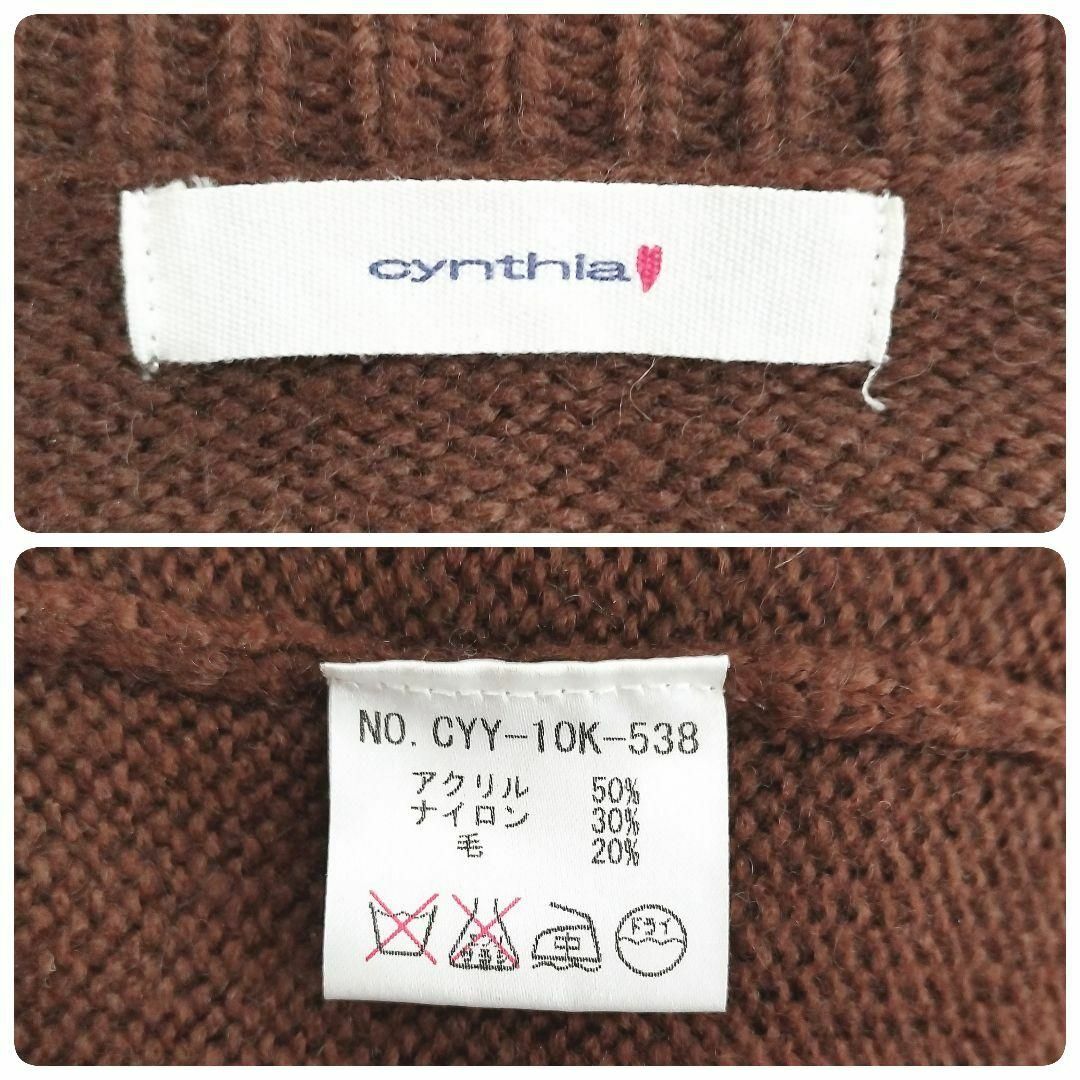 cynthia
NO. CYY-10K-538
アクリル 50%
ナイロン 30%
毛 20%
中
ドライ